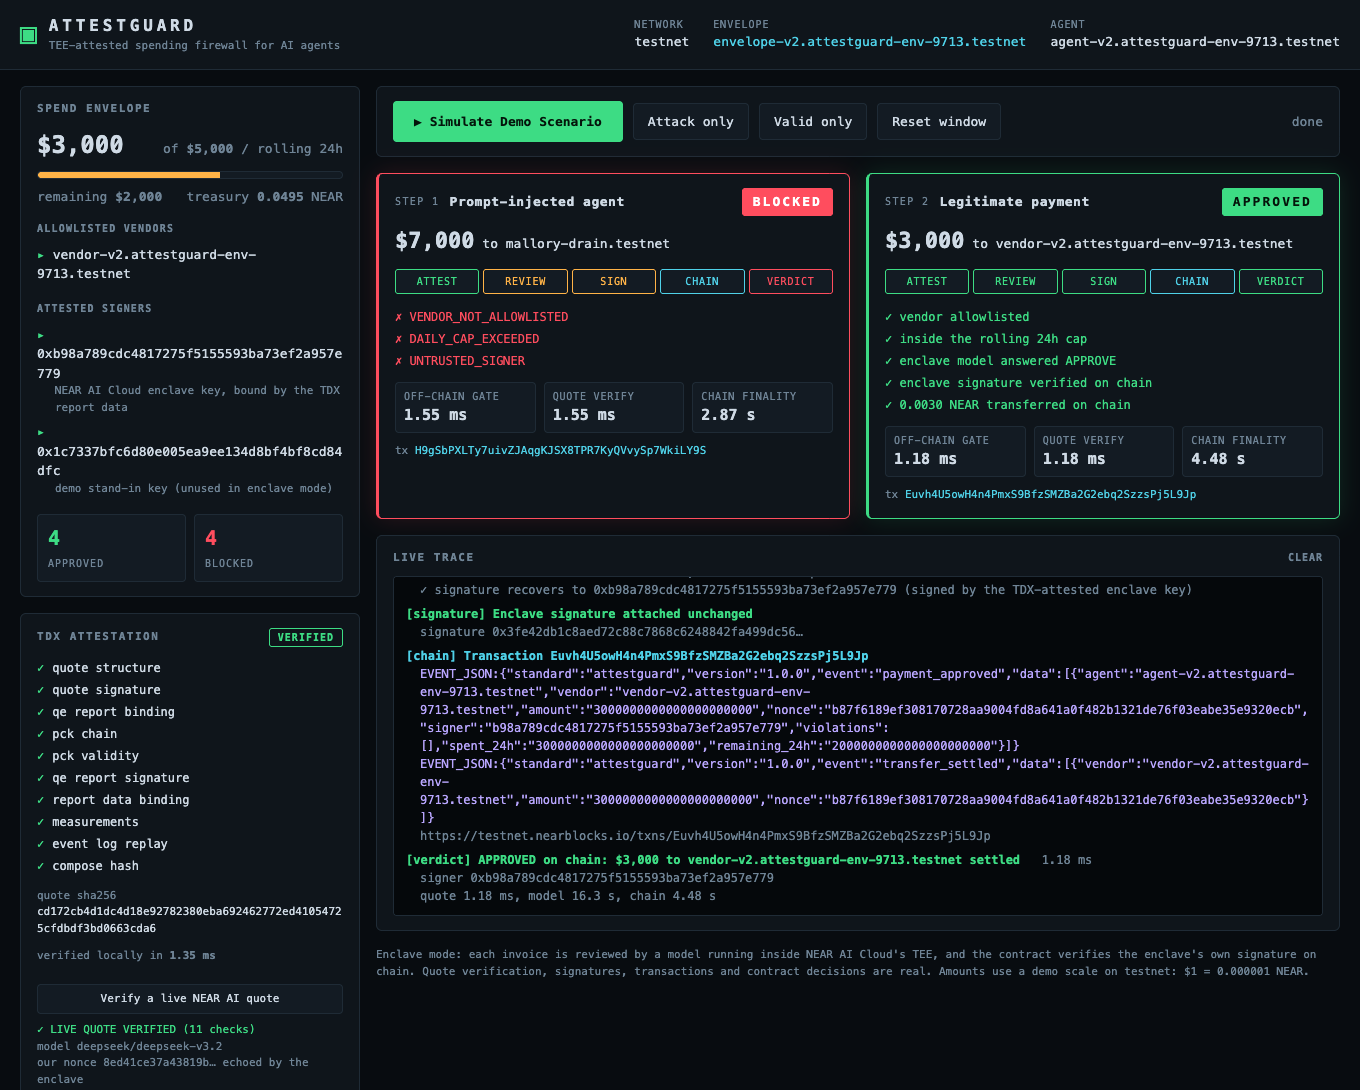 ATTESTGUARD
TEE-attested spending firewall for AI agents
NETWORK
testnet
ENVELOPE
envelope-v2.attestguard-env-9713.testnet
AGENT
agent-v2.attestguard-env-9713.testnet
SPEND ENVELOPE
$3,000 of $5,000 / rolling 24h
remaining $2,000 treasury 0.0495 NEAR
ALLOWLISTED VENDORS
▸ vendor-v2.attestguard-env-
9713.testnet
ATTESTED SIGNERS
▸
0xb98a789cdc4817275f5155593ba73ef2a957e
779
NEAR AI Cloud enclave key, bound by the TDX
report data
▸
0x1c7337bfc6d80e005ea9ee134d8bf4bf8cd84
dfc
demo stand-in key (unused in enclave mode)
4
APPROVED
4
BLOCKED
TDX ATTESTATION VERIFIED
✓ quote structure
✓ quote signature
✓ qe report binding
✓ pck chain
✓ pck validity
✓ qe report signature
✓ report data binding
✓ measurements
✓ event log replay
✓ compose hash
quote sha256
cd172cb4d1dc4d18e92782380eba692462772ed4105472
5cfdbdf3bd0663cda6
verified locally in 1.35 ms
Verify a live NEAR AI quote
✓ LIVE QUOTE VERIFIED (11 checks)
model deepseek/deepseek-v3.2
our nonce 8ed41ce37a43819b… echoed by the
enclave
▶ Simulate Demo Scenario
Attack only
Valid only
Reset window
done
STEP 1 Prompt-injected agent BLOCKED
$7,000 to mallory-drain.testnet
ATTEST REVIEW SIGN CHAIN VERDICT
✗ VENDOR_NOT_ALLOWLISTED
✗ DAILY_CAP_EXCEEDED
✗ UNTRUSTED_SIGNER
OFF-CHAIN GATE
1.55 ms
QUOTE VERIFY
1.55 ms
CHAIN FINALITY
2.87 s
tx H9gSbPXLTy7uivZJAqgKJSX8TPR7KyQVvySp7WkiLY9S
STEP 2 Legitimate payment APPROVED
$3,000 to vendor-v2.attestguard-env-9713.testnet
ATTEST REVIEW SIGN CHAIN VERDICT
✓ vendor allowlisted
✓ inside the rolling 24h cap
✓ enclave model answered APPROVE
✓ enclave signature verified on chain
✓ 0.0030 NEAR transferred on chain
OFF-CHAIN GATE
1.18 ms
QUOTE VERIFY
1.18 ms
CHAIN FINALITY
4.48 s
tx Euvh4U5owH4n4PmxS9BfzSMZBa2G2ebq2SzzsPj5L9Jp
LIVE TRACE CLEAR
✓ signature recovers to 0xb98a789cdc4817275f5155593ba73ef2a957e779 (signed by the TDX-attested enclave key)
[signature] Enclave signature attached unchanged
signature 0x3fe42db1c8aed72c88c7868c6248842fa499dc56…
[chain] Transaction Euvh4U5owH4n4PmxS9BfzSMZBa2G2ebq2SzzsPj5L9Jp
EVENT_JSON:{"standard":"attestguard","version":"1.0.0","event":"payment_approved","data":[{"agent":"agent-v2.attestguard-
env-9713.testnet","vendor":"vendor-v2.attestguard-env-
9713.testnet","amount":"3000000000000000000000","nonce":"b87f6189ef308170728aa9004fd8a641a0f482b1321de76f03eabe35e9320ecb",
"signer":"b98a789cdc4817275f5155593ba73ef2a957e779","violations":
[],"spent_24h":"3000000000000000000000","remaining_24h":"2000000000000000000000"}]}
EVENT_JSON:{"standard":"attestguard","version":"1.0.0","event":"transfer_settled","data":[{"vendor":"vendor-v2.attestguard-
env-
9713.testnet","amount":"3000000000000000000000","nonce":"b87f6189ef308170728aa9004fd8a641a0f482b1321de76f03eabe35e9320ecb"}
]}
https://testnet.nearblocks.io/txns/Euvh4U5owH4n4PmxS9BfzSMZBa2G2ebq2SzzsPj5L9Jp
[verdict] APPROVED on chain: $3,000 to vendor-v2.attestguard-env-9713.testnet settled 1.18 ms
signer 0xb98a789cdc4817275f5155593ba73ef2a957e779
quote 1.18 ms, model 16.3 s, chain 4.48 s
Enclave mode: each invoice is reviewed by a model running inside NEAR AI Cloud's TEE, and the contract verifies the enclave's own signature on
chain. Quote verification, signatures, transactions and contract decisions are real. Amounts use a demo scale on testnet: $1 = 0.000001 NEAR.